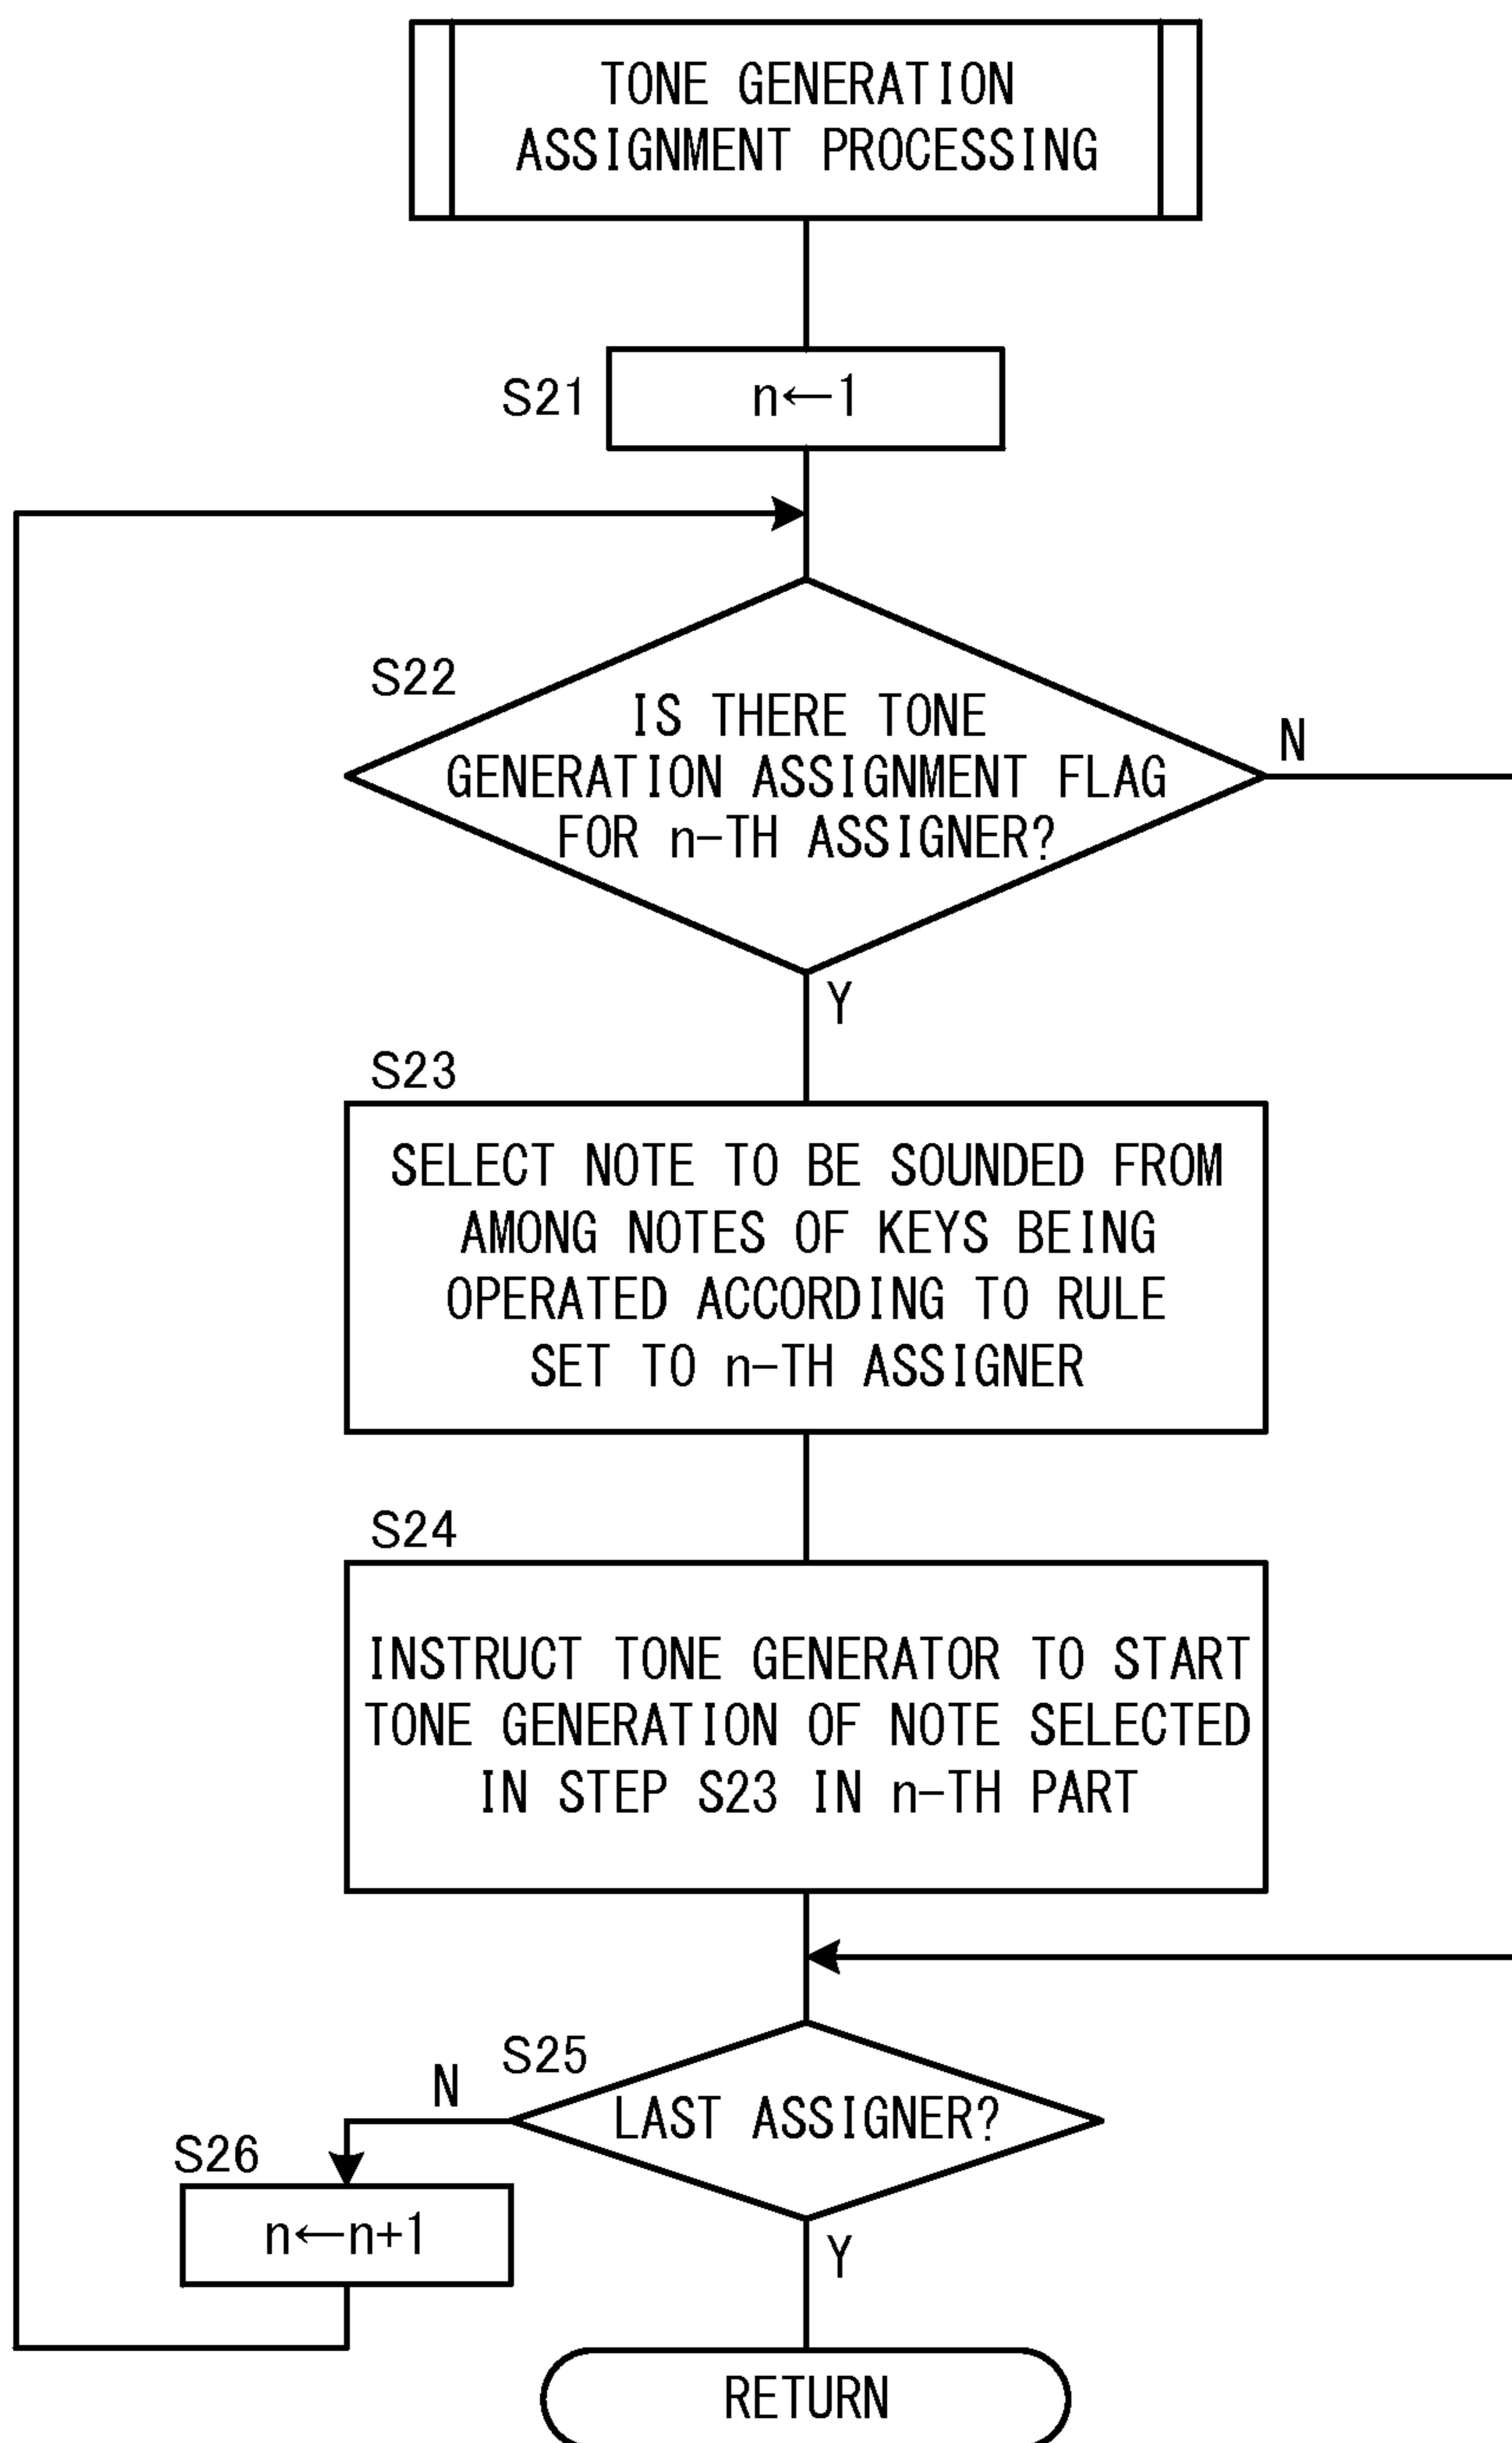 TONE GENERATION
ASSIGNMENT PROCESSING
S21
n←1
S22
IS THERE TONE
GENERATION ASSIGNMENT FLAG
FOR n-TH ASSIGNER?
N
Y
S23
SELECT NOTE TO BE SOUNDED FROM
AMONG NOTES OF KEYS BEING
OPERATED ACCORDING TO RULE
SET TO n-TH ASSIGNER
S24
INSTRUCT TONE GENERATOR TO START
TONE GENERATION OF NOTE SELECTED
IN STEP S23 IN n-TH PART
S25
LAST ASSIGNER?
N
S26
n←n+1
Y
RETURN